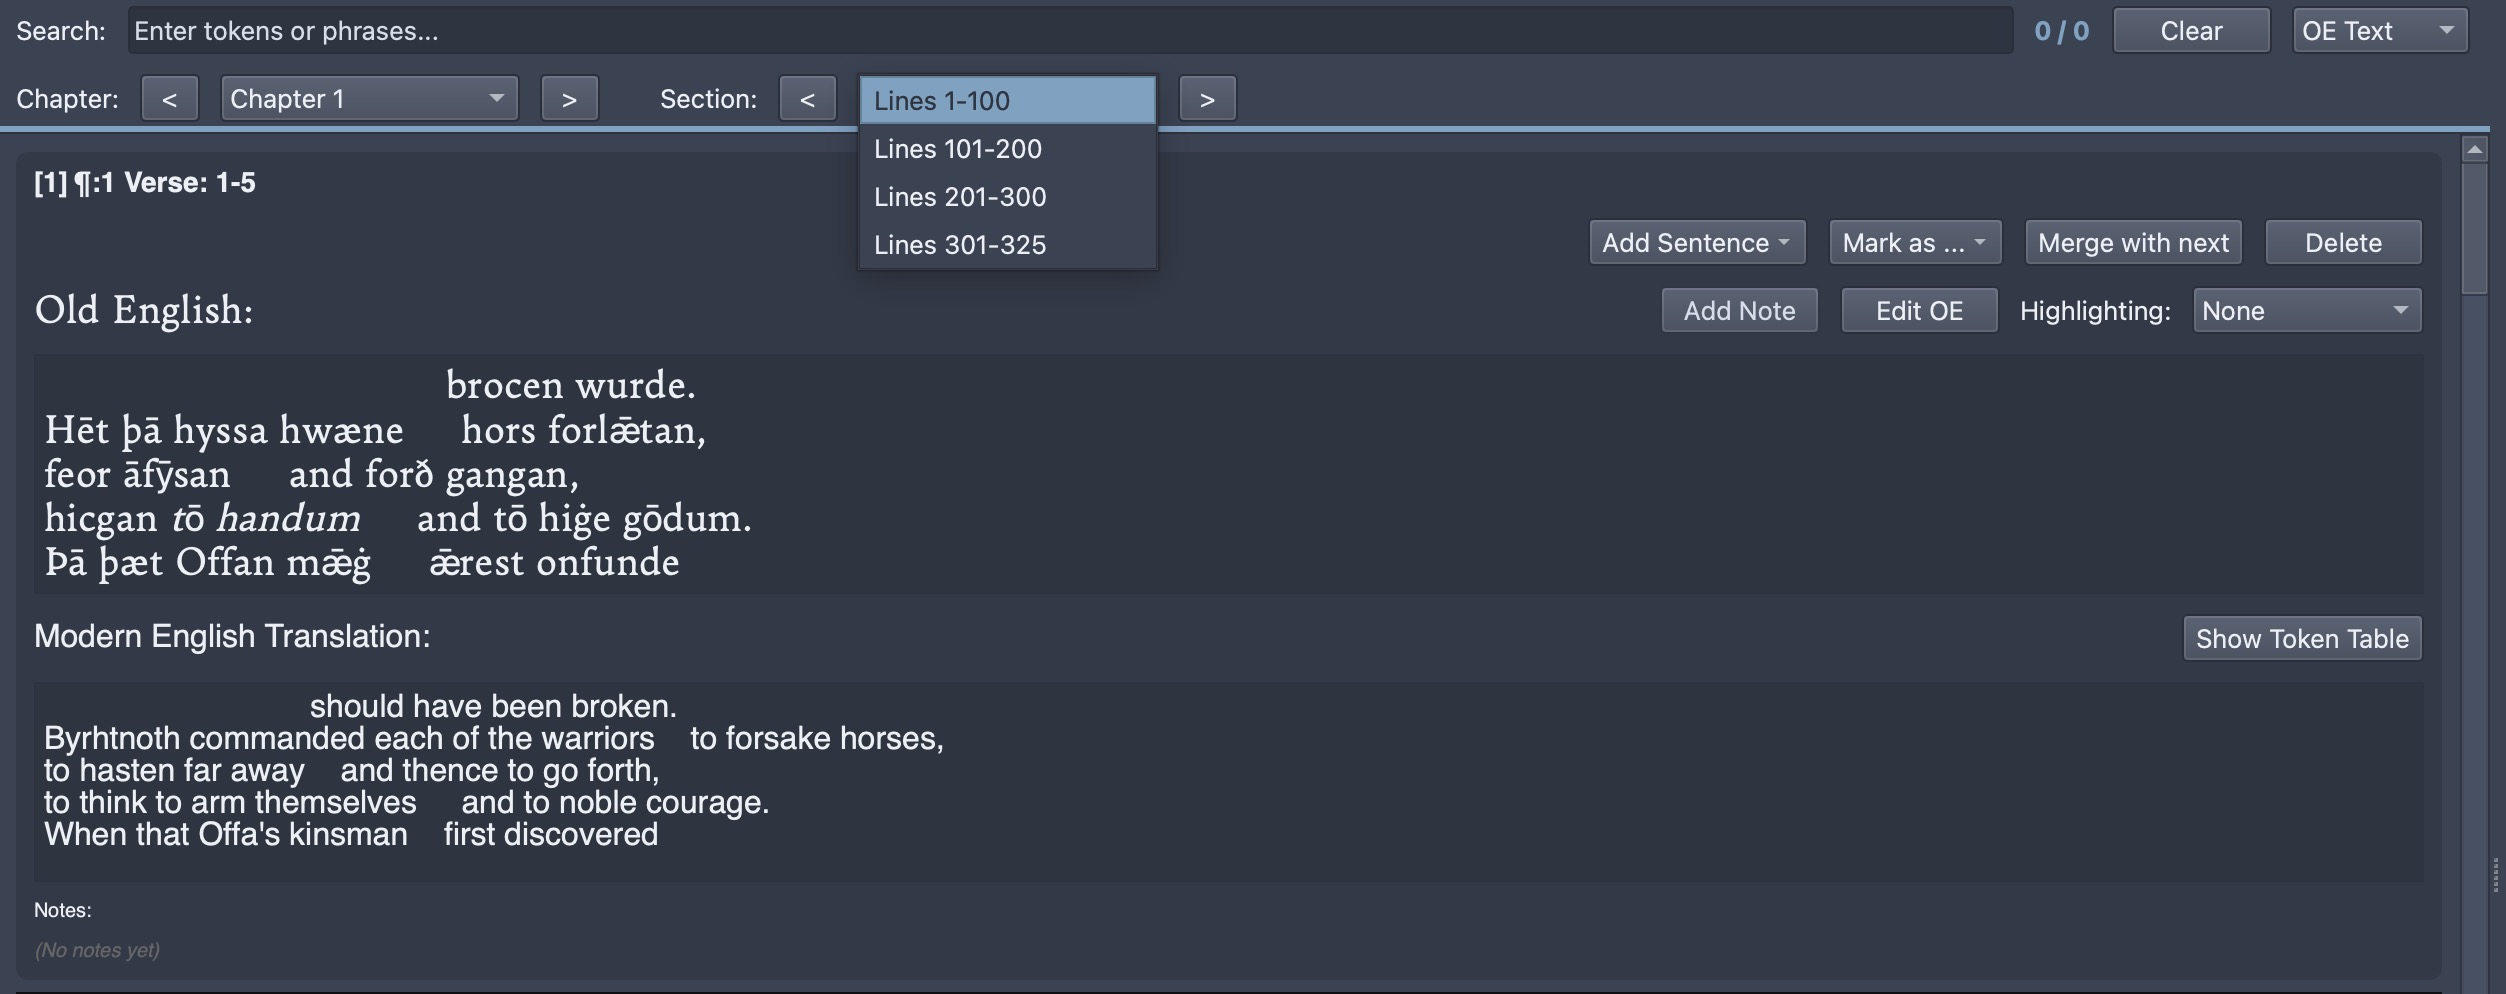 Search: Enter tokens or phrases... 0 / 0 Clear OE Text
Chapter: < Chapter 1 > Section: < Lines 1-100 >
Lines 101-200
Lines 201-300
Lines 301-325
[1] ¶:1 Verse: 1-5
Add Sentence Mark as ... Merge with next Delete
Old English: Add Note Edit OE Highlighting: None
brocen wurde.
Hēt þā hyssa hwæne hors forlǣtan,
feor āfȳsan and forð gangan,
hicgan tō handum and tō hiġe gōdum.
Þā þæt Offan mǣġ ǣrest onfunde
Modern English Translation: Show Token Table
should have been broken.
Byrhtnoth commanded each of the warriors to forsake horses,
to hasten far away and thence to go forth,
to think to arm themselves and to noble courage.
When that Offa's kinsman first discovered
Notes:
(No notes yet)